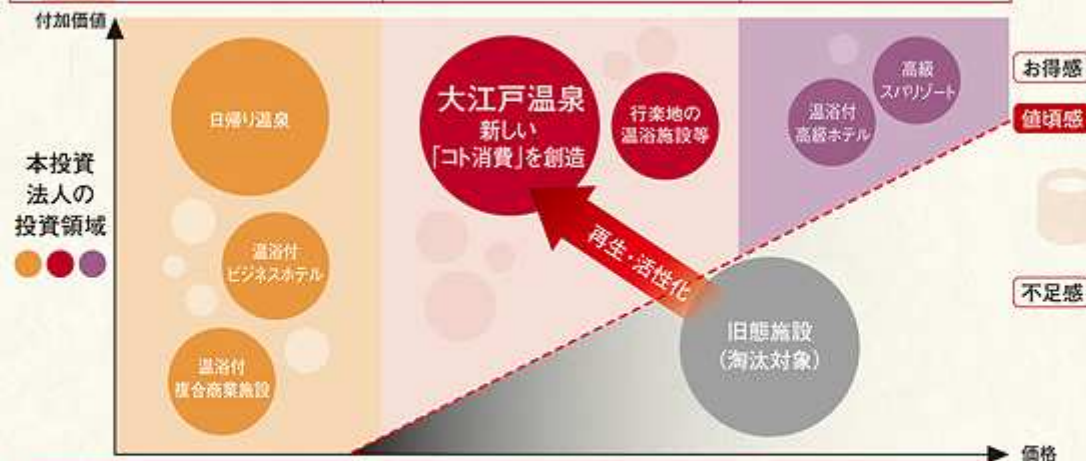 付加価値
本投資
法人の
投資領域
日帰り温泉
温浴付
ビジネスホテル
温浴付
複合商業施設
大江戸温泉
新しい
「コト消費」を創造
行楽地の
温浴施設等
温浴付
高級ホテル
高級
スパリゾート
再生・活性化
旧態施設
(淘汰対象)
お得感
値頃感
不足感
価格